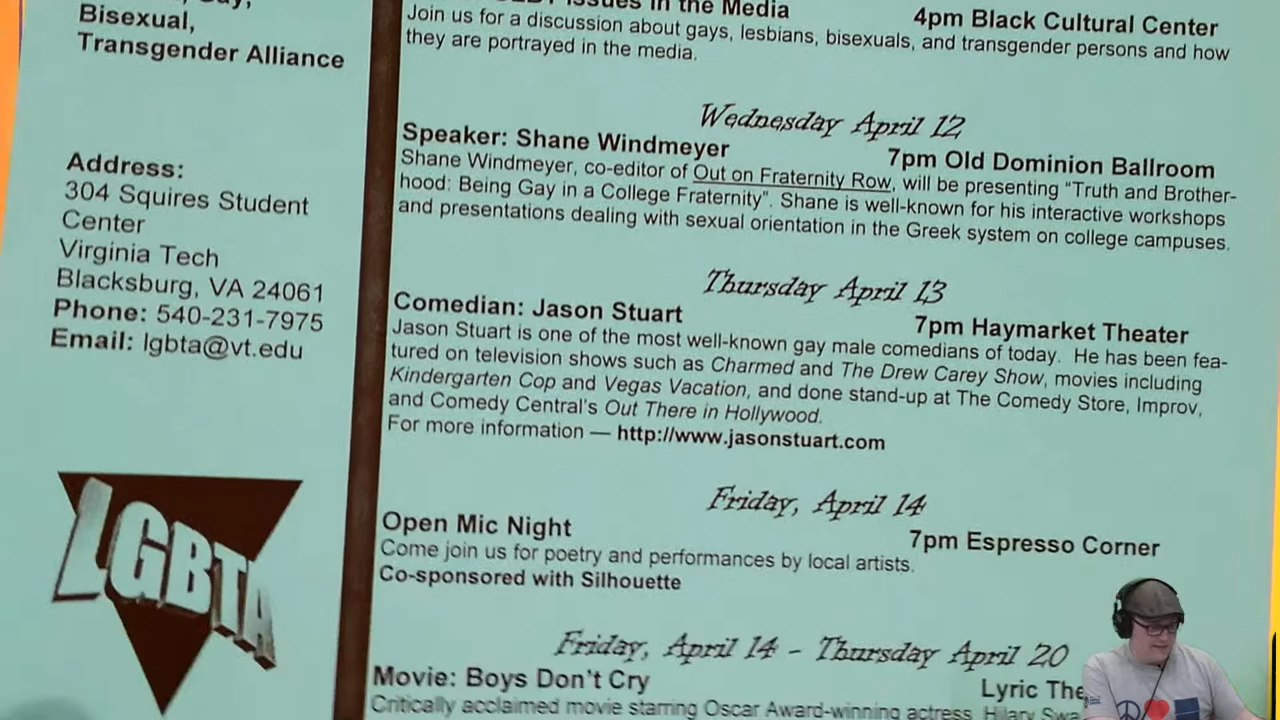 Bisexual,
Transgender Alliance
Address:
304 Squires Student
Center
Virginia Tech
Blacksburg, VA 24061
Phone: 540-231-7975
Email: lgbta@vt.edu
LGBTA
Issues in the Media
4pm Black Cultural Center
Join us for a discussion about gays, lesbians, bisexuals, and transgender persons and how
they are portrayed in the media.
Wednesday April 12
Speaker: Shane Windmeyer
7pm Old Dominion Ballroom
Shane Windmeyer, co-editor of Out on Fraternity Row, will be presenting “Truth and Brother-
hood: Being Gay in a College Fraternity”. Shane is well-known for his interactive workshops
and presentations dealing with sexual orientation in the Greek system on college campuses.
Thursday April 13
Comedian: Jason Stuart
7pm Haymarket Theater
Jason Stuart is one of the most well-known gay male comedians of today. He has been fea-
tured on television shows such as Charmed and The Drew Carey Show, movies including
Kindergarten Cop and Vegas Vacation, and done stand-up at The Comedy Store, Improv,
and Comedy Central’s Out There in Hollywood.
For more information — http://www.jasonstuart.com
Friday, April 14
Open Mic Night
7pm Espresso Corner
Come join us for poetry and performances by local artists.
Co-sponsored with Silhouette
Friday, April 14 - Thursday April 20
Movie: Boys Don’t Cry
Lyric The
Critically acclaimed movie starring Oscar Award-winning actress, Hilary Swa